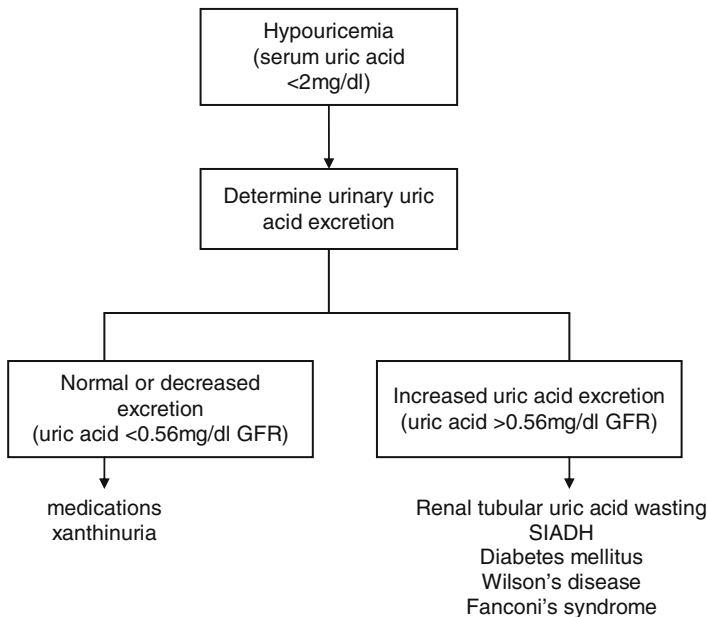 Hypouricemia
(serum uric acid
<2mg/dl)
Determine urinary uric
acid excretion
Normal or decreased
excretion
(uric acid <0.56mg/dl GFR)
Increased uric acid excretion
(uric acid >0.56mg/dl GFR)
medications
xanthinuria
Renal tubular uric acid wasting
SIADH
Diabetes mellitus
Wilson’s disease
Fanconi’s syndrome